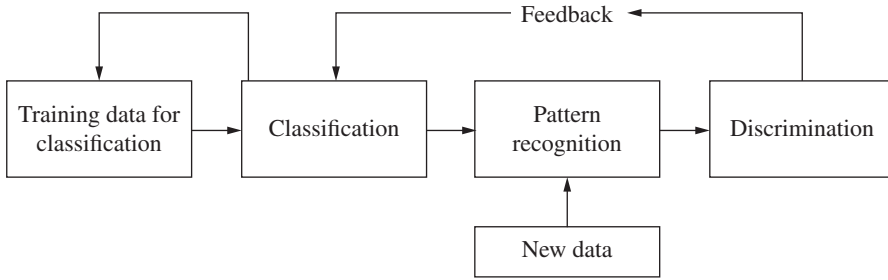 Feedback
Training data for
classification
Classification
Pattern
recognition
Discrimination
New data